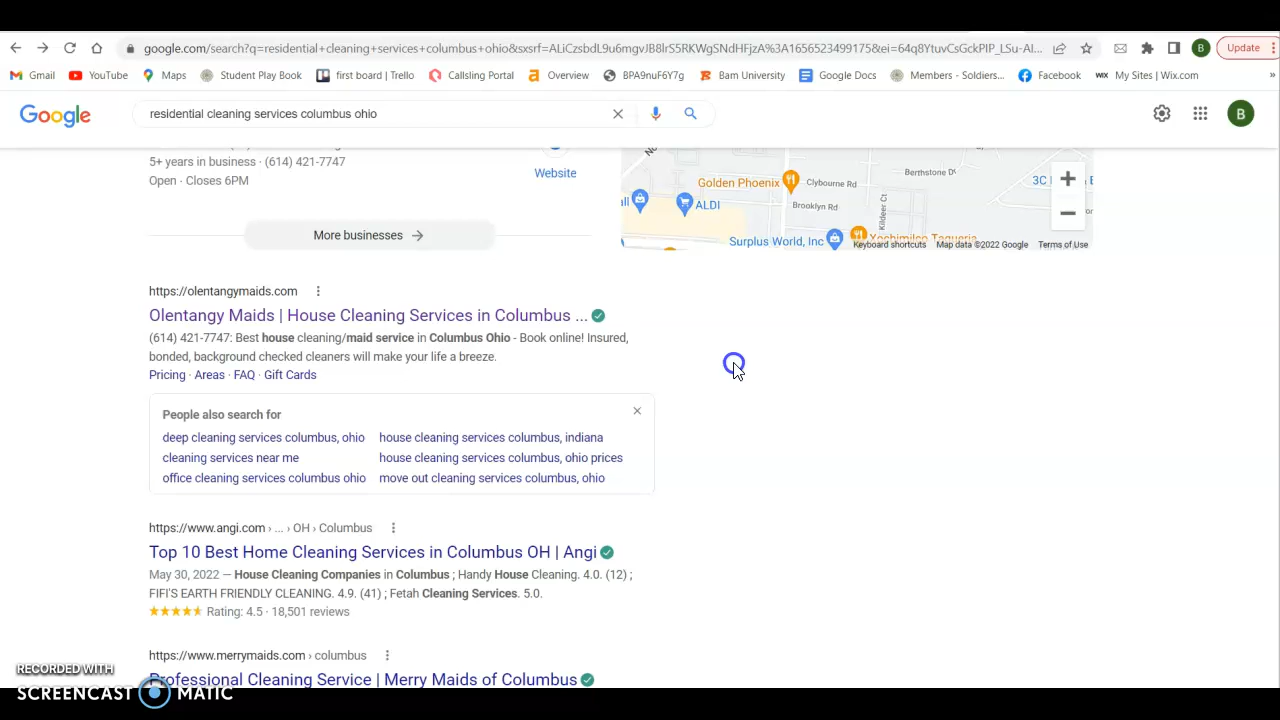 google.com/search?q=residential+cleaning+services+columbus+ohio&sxsrf=ALiCzsbdL9u6mgvJB8lrS5RKWgSNdHFjzA%3A1656523499175&ei=64q8YtuvCsGckPIP_LSu-AI...
Update
Gmail YouTube Maps Student Play Book first board | Trello Callsling Portal Overview BPA9nuF6Y7g Bam University Google Docs Members - Soldiers... Facebook WIX My Sites | Wix.com »
Google residential cleaning services columbus ohio B
5+ years in business · (614) 421-7747
Website
Open · Closes 6PM
More businesses
Golden Phoenix
Clybourne Rd
Berthstone Dr
3C
ALDI
Brooklyn Rd
Kildeer Ct
Surplus World, Inc
Xochimilco Taqueria
Keyboard shortcuts Map data ©2022 Google Terms of Use
https://olentangymaids.com
Olentangy Maids | House Cleaning Services in Columbus ...
(614) 421-7747: Best house cleaning/maid service in Columbus Ohio - Book online! Insured,
bonded, background checked cleaners will make your life a breeze.
Pricing · Areas · FAQ · Gift Cards
People also search for
deep cleaning services columbus, ohio house cleaning services columbus, indiana
cleaning services near me house cleaning services columbus, ohio prices
office cleaning services columbus ohio move out cleaning services columbus, ohio
https://www.angi.com › ... › OH › Columbus
Top 10 Best Home Cleaning Services in Columbus OH | Angi
May 30, 2022 — House Cleaning Companies in Columbus ; Handy House Cleaning. 4.0. (12) ;
FIFI'S EARTH FRIENDLY CLEANING. 4.9. (41) ; Fetah Cleaning Services. 5.0.
Rating: 4.5 · 18,501 reviews
https://www.merrymaids.com › columbus
Professional Cleaning Service | Merry Maids of Columbus
RECORDED WITH
SCREENCAST MATIC